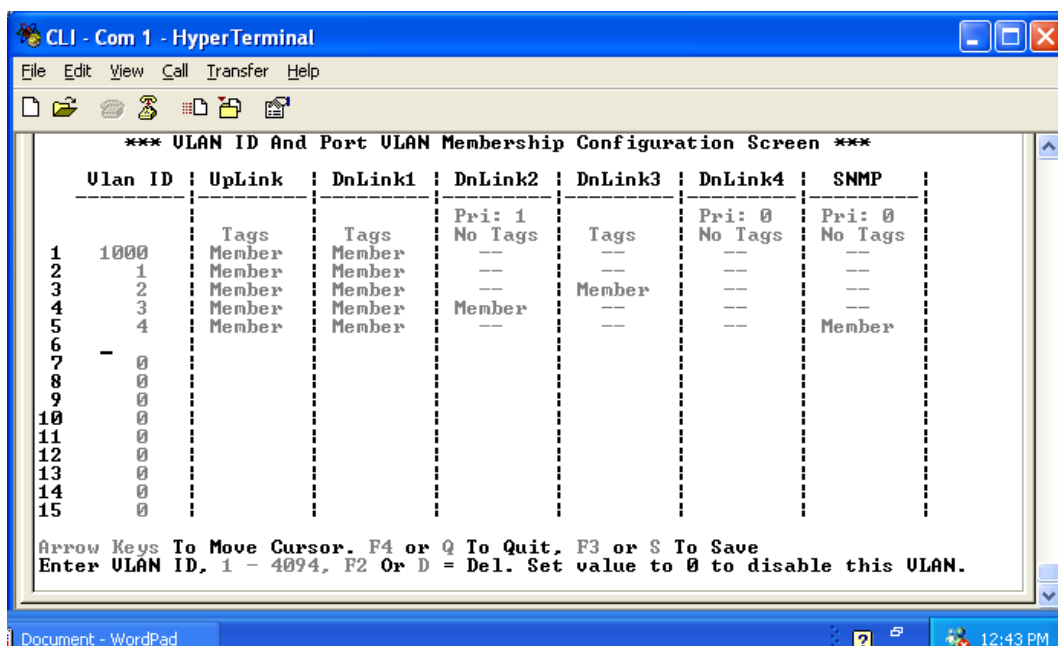 CLI - Com 1 - HyperTerminal
File Edit View Call Transfer Help
*** VLAN ID And Port VLAN Membership Configuration Screen ***
Vlan ID | UpLink | DnLink1 | DnLink2 | DnLink3 | DnLink4 | SNMP |
Pri: 1 Pri: 0 Pri: 0
Tags Tags No Tags Tags No Tags No Tags
1 1000 Member Member -- -- -- --
2 1 Member Member -- -- -- --
3 2 Member Member -- Member -- --
4 3 Member Member Member -- -- --
5 4 Member Member -- -- -- Member
6 _
7 0
8 0
9 0
10 0
11 0
12 0
13 0
14 0
15 0
Arrow Keys To Move Cursor. F4 or Q To Quit, F3 or S To Save
Enter VLAN ID, 1 - 4094, F2 Or D = Del. Set value to 0 to disable this VLAN.
Document - WordPad
12:43 PM